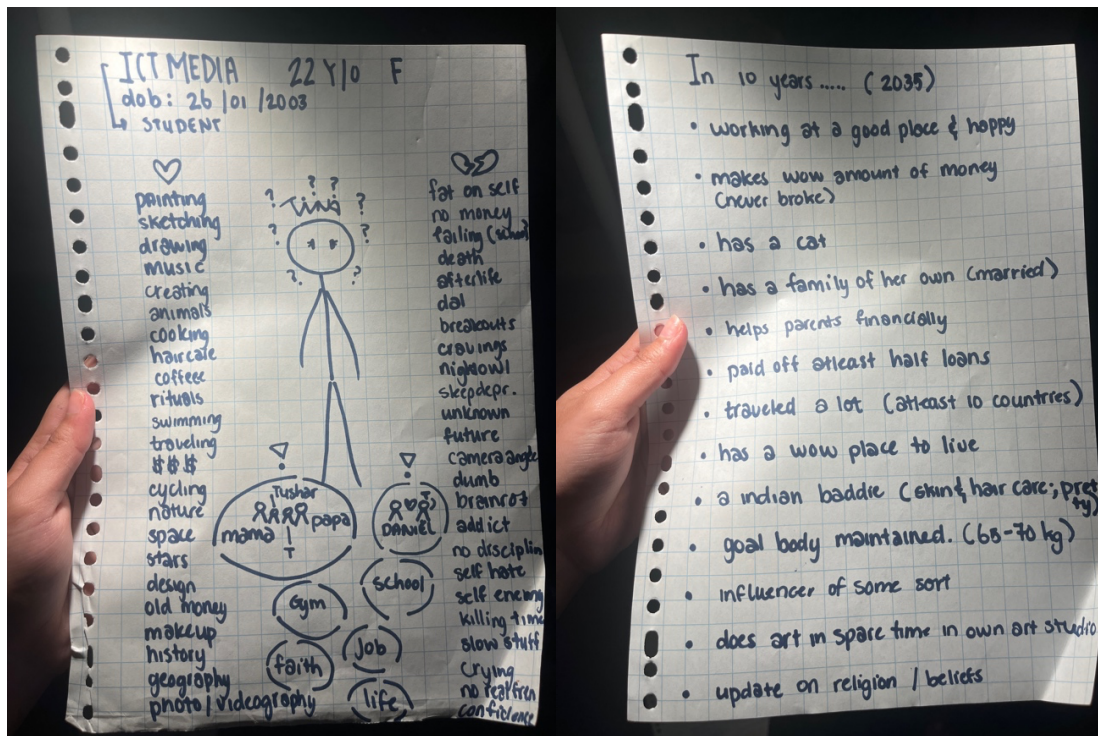 ICT MEDIA 22 Y/O F
dob: 26/01/2003
STUDENT
painting
sketching
drawing
music
creating
animals
cooking
haircare
coffee
rituals
swimming
traveling
$$$
cycling
nature
space
stars
design
old money
makeup
history
geography
photo/videography
? ?
? ?
? ?
? ?
Tushar
mama papa
T
DANIEL
school
Gym
Job
faith
life
fat on self
no money
failing (school)
death
afterlife
dal
breakouts
cravings
nightowl
sleepdepr.
unknown
future
camera angle
dumb
brainrot
addict
no disciplin
self hate
self enemy
killing time
slow stuff
crying
no real fren
confidence
In 10 years..... (2035)
• working at a good place & happy
• makes wow amount of money
(never broke)
• has a cat
• has a family of her own (married)
• helps parents financially
• paid off atleast half loans
• traveled a lot (atleast 10 countries)
• has a wow place to live
• a indian baddie (skin & hair care, pret
ty)
• goal body maintained. (68-70 kg)
• influencer of some sort
• does art in spare time in own art studio
• update on religion / beliefs